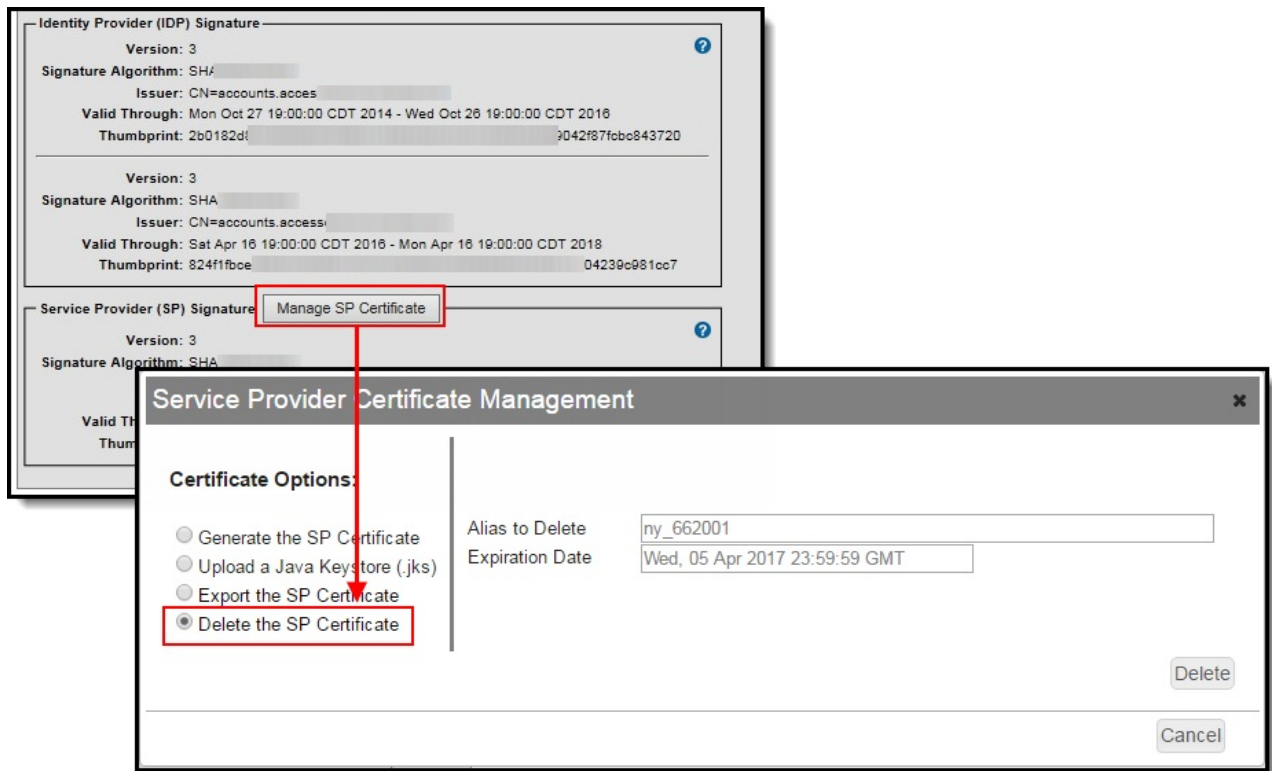 Identity Provider (IDP) Signature
Version: 3
Signature Algorithm: SHA
Issuer: CN=accounts.acces
Valid Through: Mon Oct 27 19:00:00 CDT 2014 - Wed Oct 26 19:00:00 CDT 2016
Thumbprint: 2b0182d 9042f87fcbc843720
Version: 3
Signature Algorithm: SHA
Issuer: CN=accounts.access
Valid Through: Sat Apr 16 19:00:00 CDT 2016 - Mon Apr 16 19:00:00 CDT 2018
Thumbprint: 824f1fbce 04239c981cc7
Service Provider (SP) Signature Manage SP Certificate
Version: 3
Signature Algorithm: SHA
Valid Th
Thum
Service Provider Certificate Management
Certificate Options:
Generate the SP Certificate
Upload a Java Keystore (.jks)
Export the SP Certificate
Delete the SP Certificate
Alias to Delete ny_662001
Expiration Date Wed, 05 Apr 2017 23:59:59 GMT
Delete
Cancel